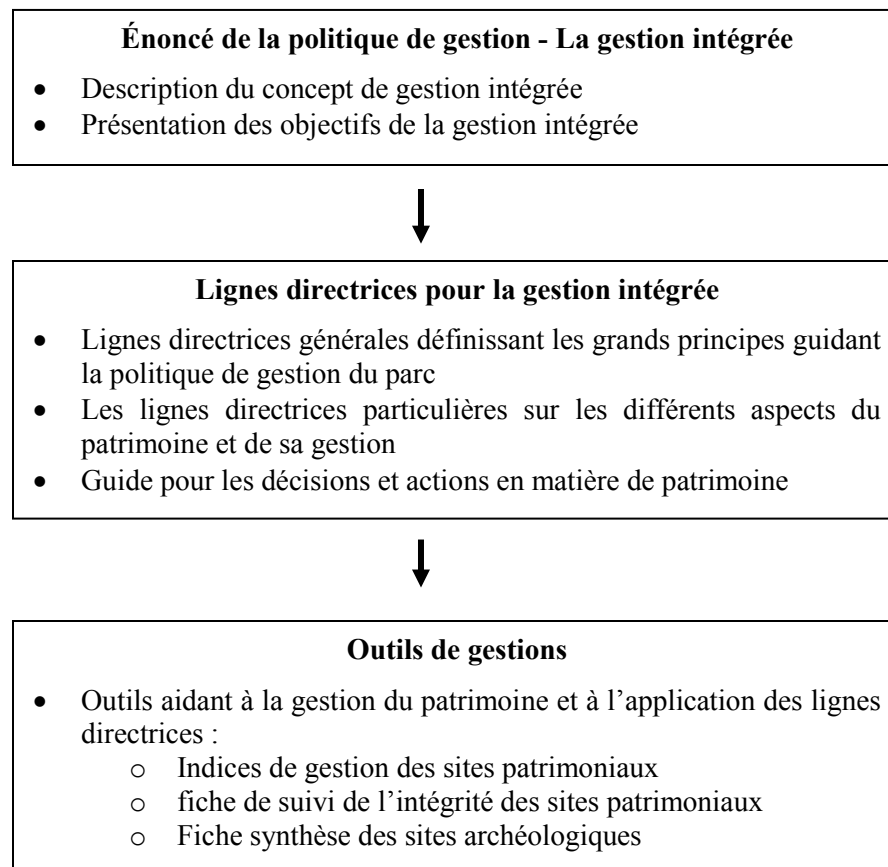 Énoncé de la politique de gestion - La gestion intégrée
• Description du concept de gestion intégrée
• Présentation des objectifs de la gestion intégrée
Lignes directrices pour la gestion intégrée
• Lignes directrices générales définissant les grands principes guidant
la politique de gestion du parc
• Les lignes directrices particulières sur les différents aspects du
patrimoine et de sa gestion
• Guide pour les décisions et actions en matière de patrimoine
Outils de gestions
• Outils aidant à la gestion du patrimoine et à l’application des lignes
directrices :
o Indices de gestion des sites patrimoniaux
o fiche de suivi de l’intégrité des sites patrimoniaux
o Fiche synthèse des sites archéologiques